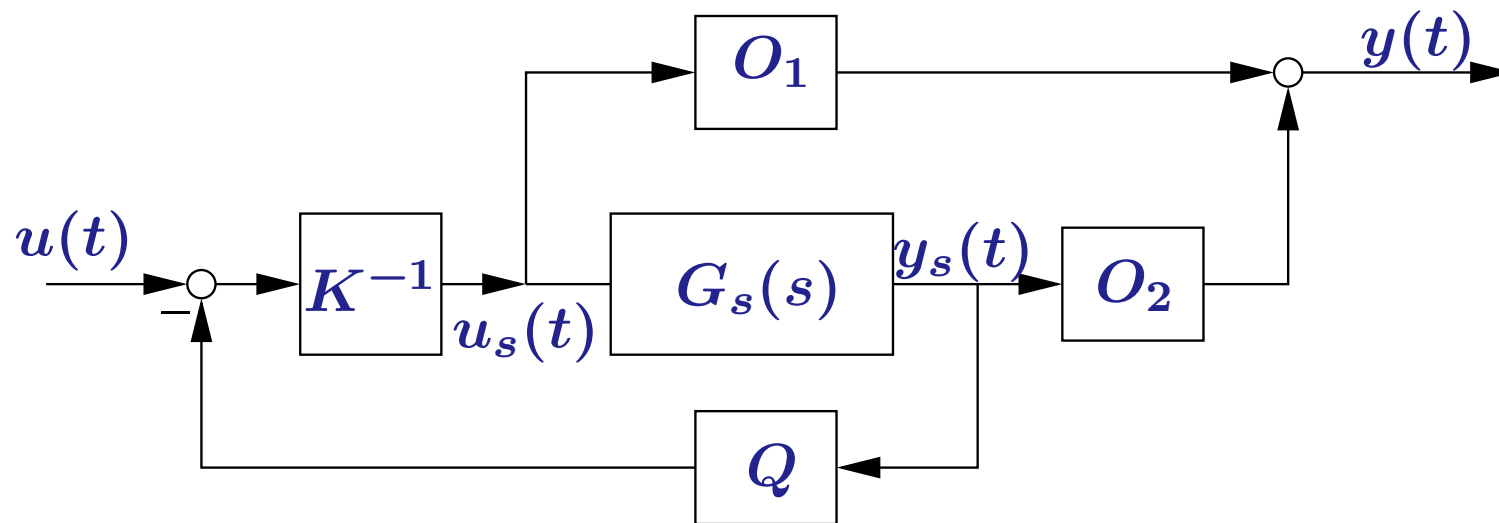 O₁
y(t)
u(t)
−
K⁻¹
uₛ(t)
Gₛ(s)
yₛ(t)
O₂
Q